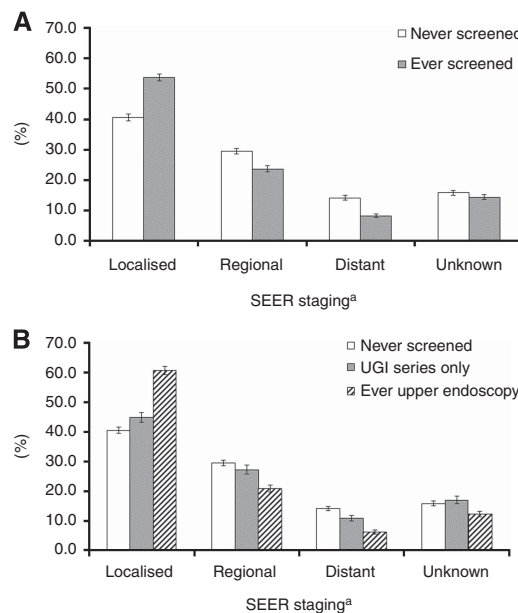 A
70.0
60.0
50.0
40.0
30.0
20.0
10.0
0.0
(%)
Never screened
Ever screened
Localised
Regional
Distant
Unknown
SEER stagingᵃ
B
70.0
60.0
50.0
40.0
30.0
20.0
10.0
0.0
(%)
Never screened
UGI series only
Ever upper endoscopy
Localised
Regional
Distant
Unknown
SEER stagingᵃ